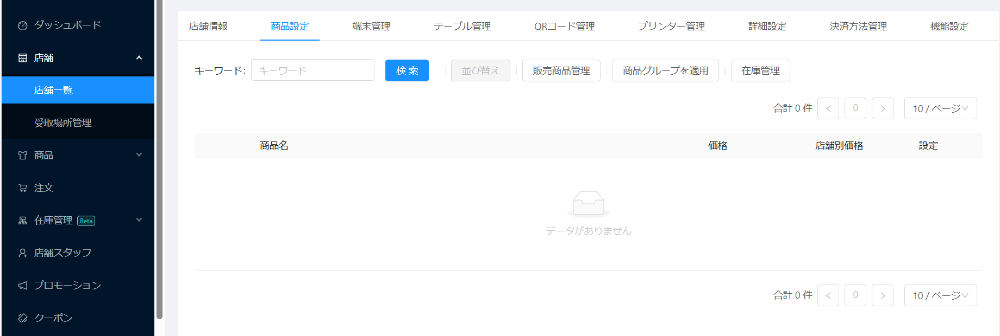 ダッシュボード
店舗
店舗一覧
受取場所管理
商品
注文
在庫管理 Beta
店舗スタッフ
プロモーション
クーポン
店舗情報 商品設定 端末管理 テーブル管理 QRコード管理 プリンター管理 詳細設定 決済方法管理 機能設定
キーワード: キーワード 検 索 並び替え 販売商品管理 商品グループを適用 在庫管理
合計 0 件 < 0 > 10 / ページ
商品名 価格 店舗別価格 設定
データがありません
合計 0 件 < 0 > 10 / ページ